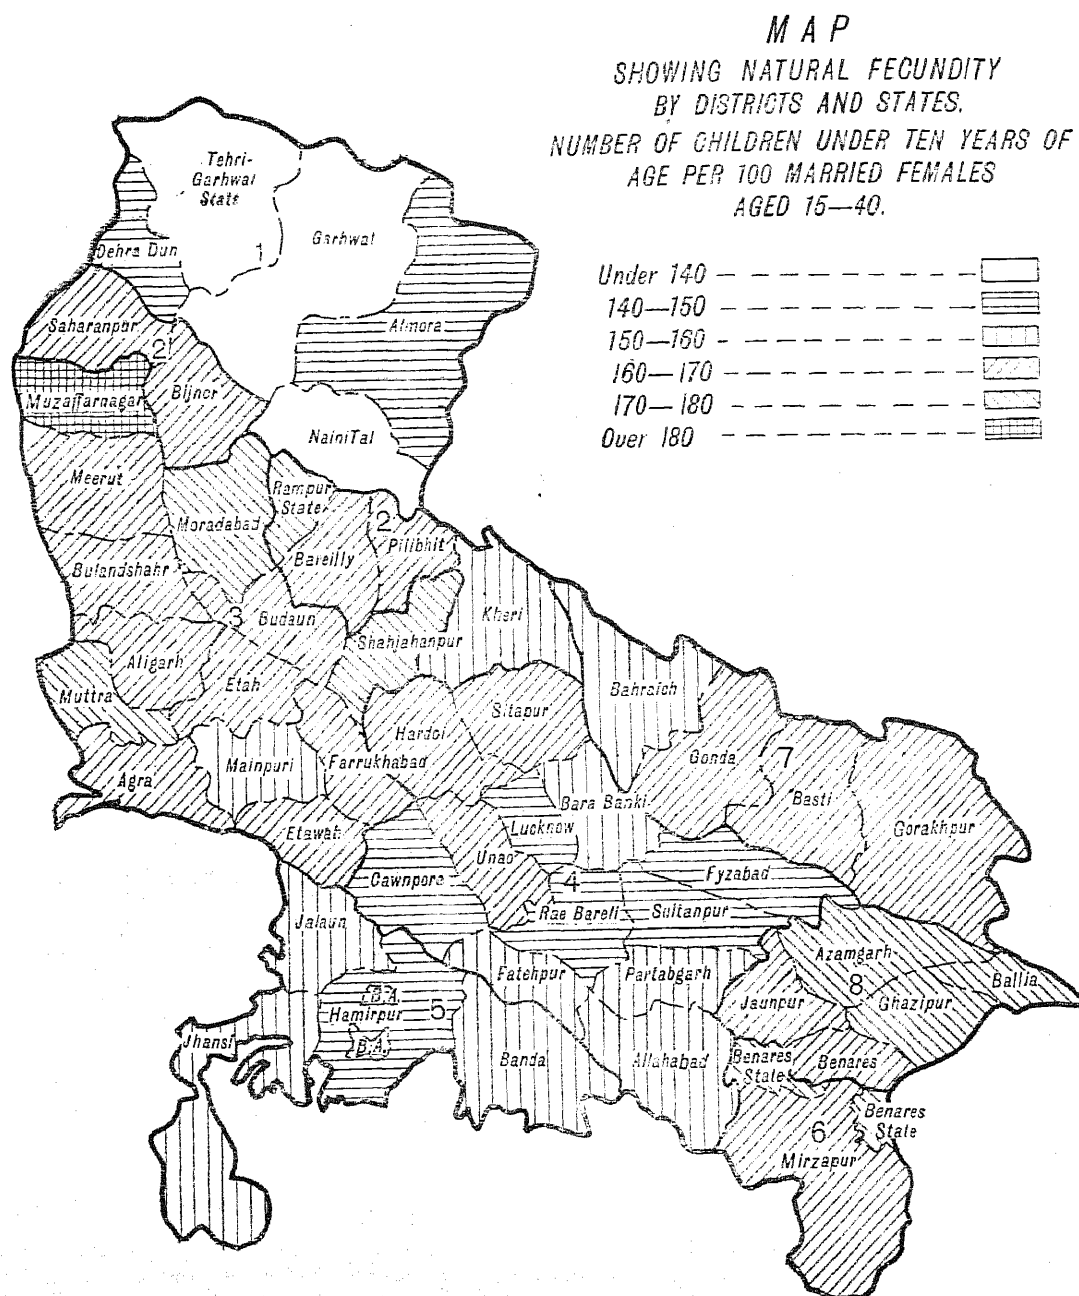 MAP
SHOWING NATURAL FECUNDITY
BY DISTRICTS AND STATES.
NUMBER OF CHILDREN UNDER TEN YEARS OF
AGE PER 100 MARRIED FEMALES
AGED 15—40.
Under 140
140—150
150—160
160—170
170—180
Over 180
Tehri-
Garhwal
State
Dehra Dun
1
Garhwal
Almora
Saharanpur
2
Muzaffarnagar
Bijnor
Naini Tal
Meerut
Rampur
State
Moradabad
2
Pilibhit
Bareilly
Bulandshahr
3
Budaun
Kheri
Shahjahanpur
Aligarh
Etah
Muttra
Bahraich
Sitapur
Hardoi
Mainpuri
Farrukhabad
Agra
Gonda
7
Basti
Bara Banki
Gorakhpur
Etawah
Lucknow
Unao
Cawnpore
4
Fyzabad
Rae Bareli
Sultanpur
Jalaun
Azamgarh
Fatehpur
Partabgarh
8
Ballia
B.A.
Hamirpur
5
Jaunpur
Ghazipur
Jhansi
B.A.
Banda
Allahabad
Benares
State
Benares
Benares
State
6
Mirzapur